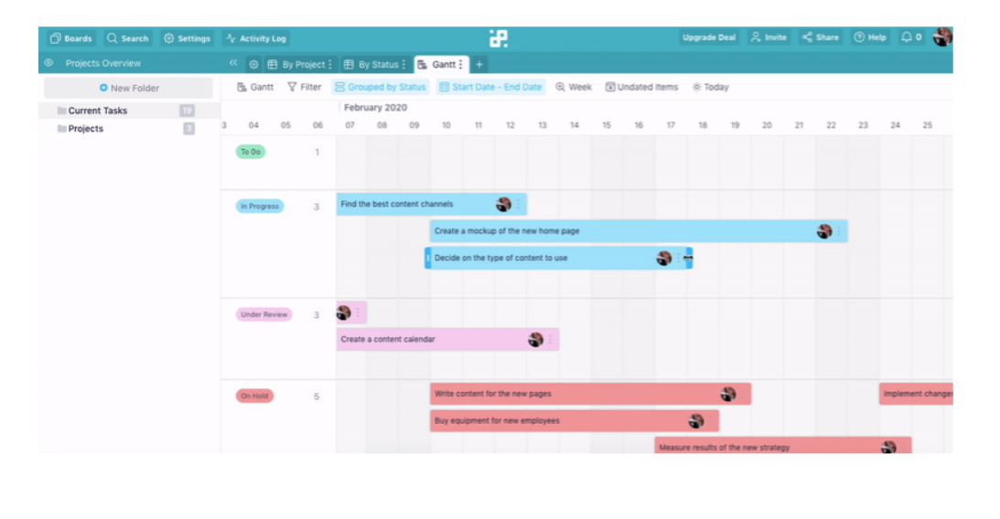 Boards Search Settings Activity Log Upgrade Deal Invite Share Help 0
Projects Overview By Project By Status Gantt +
New Folder Gantt Filter Grouped by Status Start Date - End Date Week Undated Items Today
Current Tasks 19
February 2020
Projects 3
3 04 05 06 07 08 09 10 11 12 13 14 15 16 17 18 19 20 21 22 23 24 25
To Do 1
In Progress 3 Find the best content channels
Create a mockup of the new home page
Decide on the type of content to use
Under Review 3
Create a content calendar
On Hold 5 Write content for the new pages Implement changes
Buy equipment for new employees
Measure results of the new strategy